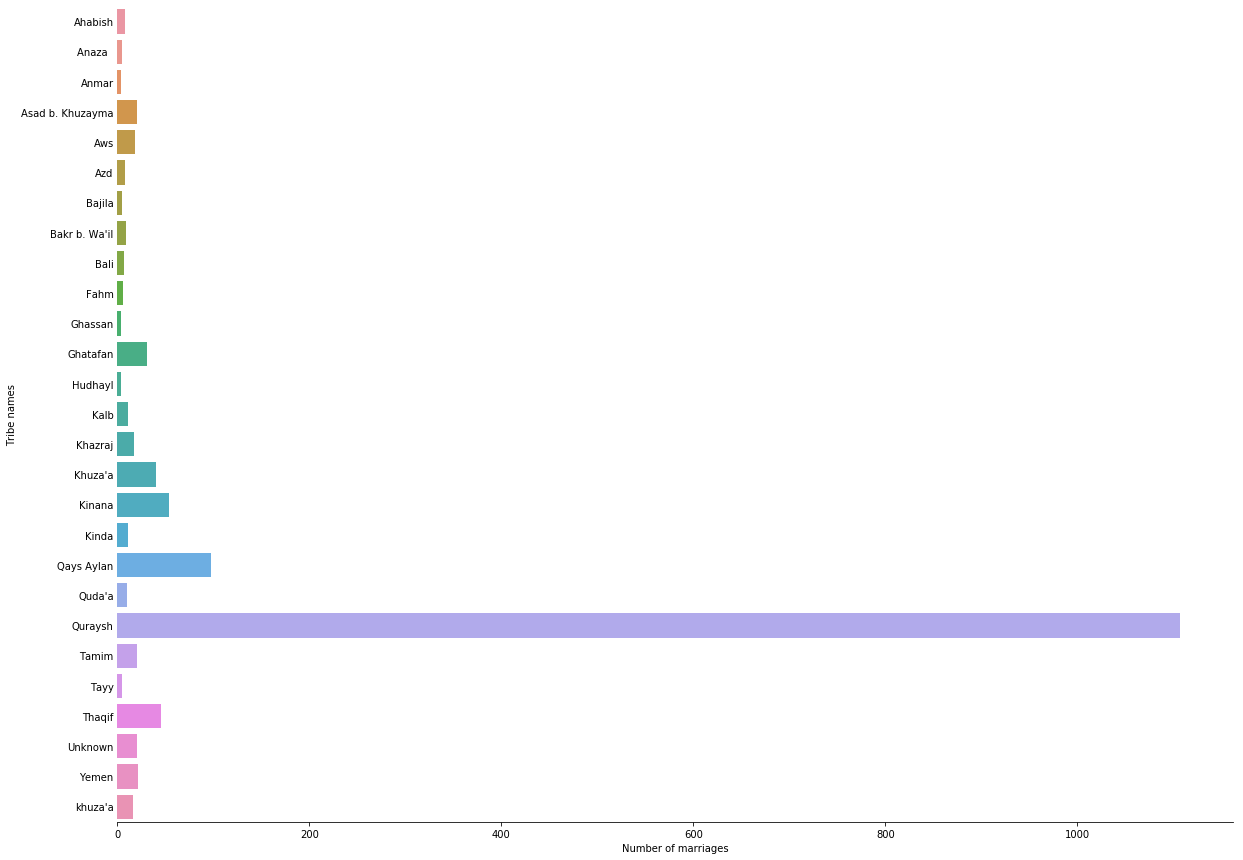 Ahabish
Anaza
Anmar
Asad b. Khuzayma
Aws
Azd
Bajila
Bakr b. Wa'il
Bali
Fahm
Ghassan
Ghatafan
Hudhayl
Kalb
Khazraj
Khuza'a
Kinana
Kinda
Qays Aylan
Quda'a
Quraysh
Tamim
Tayy
Thaqif
Unknown
Yemen
khuza'a
Tribe names
0 200 400 600 800 1000
Number of marriages